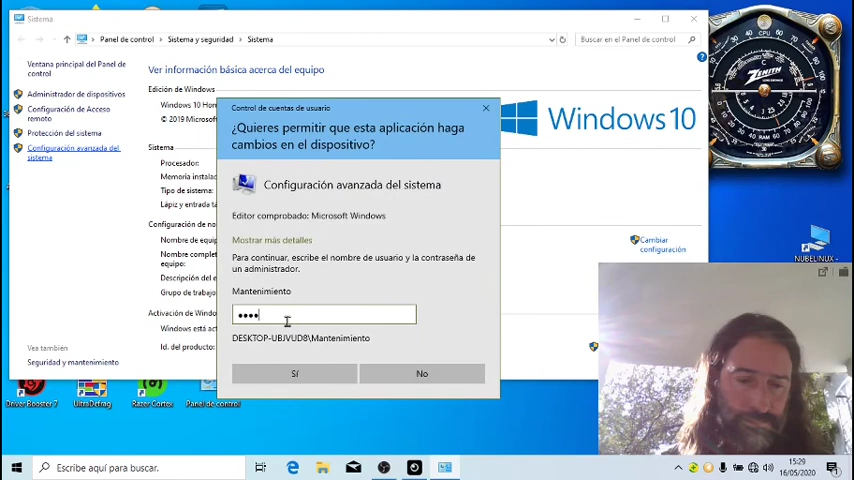 Sistema
Panel de control
Sistema y seguridad
Sistema
Buscar en el Panel de control
Ventana principal del Panel de
control
Administrador de dispositivos
Configuración de Acceso
remoto
Protección del sistema
Configuración avanzada del
sistema
Ver información básica acerca del equipo
Edición de Windows
Windows 10 Hom
© 2019 Microsoft
Sistema
Procesador:
Memoria instalad
Tipo de sistema:
Lápiz y entrada tá
Configuración de no
Nombre de equip
Nombre complet
equipo:
Descripción del e
Grupo de trabajo
Activación de Windo
Windows está act
Id. del producto:
Windows 10
Cambiar
configuración
Vea también
Seguridad y mantenimiento
Control de cuentas de usuario
¿Quieres permitir que esta aplicación haga
cambios en el dispositivo?
Configuración avanzada del sistema
Editor comprobado: Microsoft Windows
Mostrar más detalles
Para continuar, escribe el nombre de usuario y la contraseña de
un administrador.
Mantenimiento
••••
DESKTOP-UBJVUD8\Mantenimiento
Sí
No
CPU
ZENITH
NUBELINUX -
Driver Booster 7
UltraDefrag
Razer Cortex
Panel de control
Escribe aquí para buscar.
15:29
16/05/2020